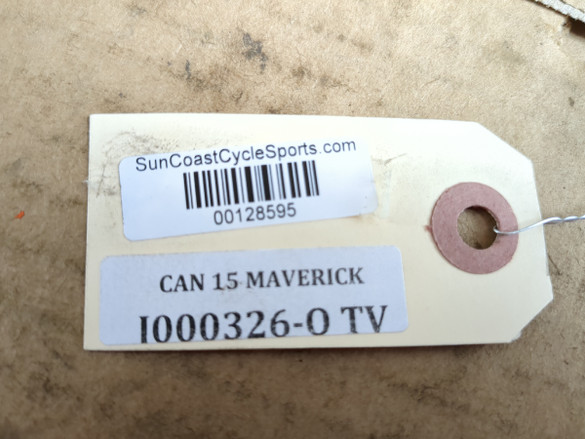 SunCoastCycleSports.com
00128595
CAN 15 MAVERICK
I000326-O TV